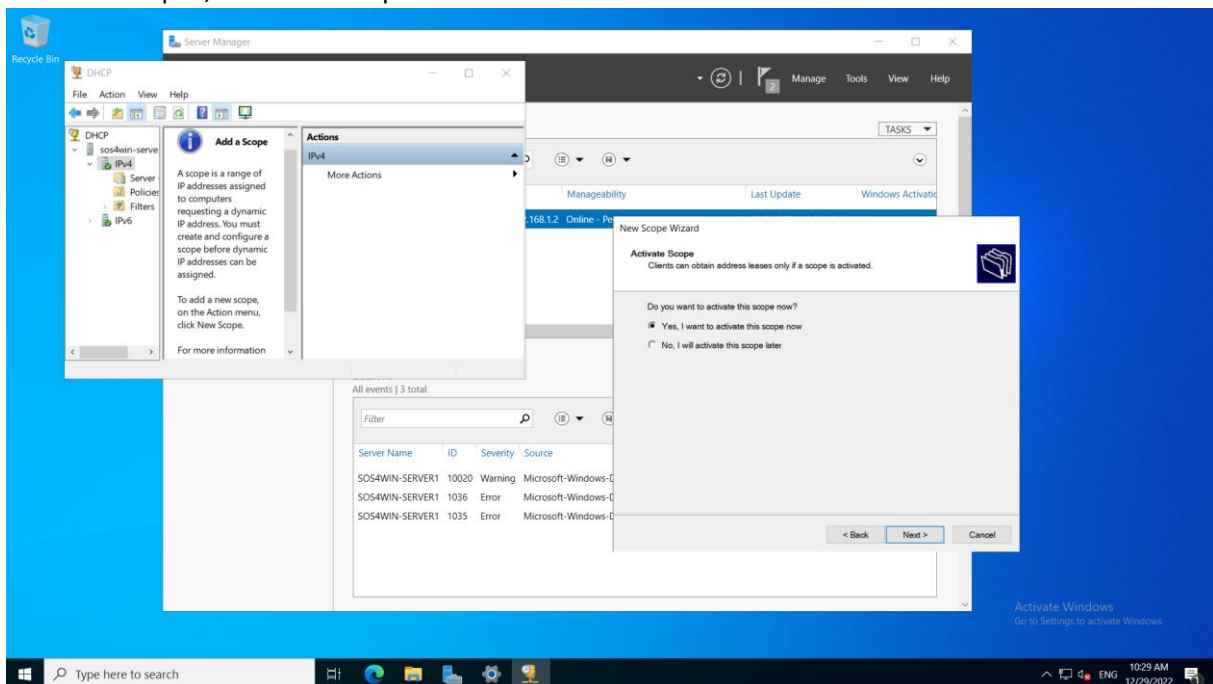 Recycle Bin
Server Manager
Manage Tools View Help
2
DHCP
File Action View Help
DHCP
sos4win-serve
IPv4
Server
Policies
Filters
IPv6
Add a Scope
A scope is a range of
IP addresses assigned
to computers
requesting a dynamic
IP address. You must
create and configure a
scope before dynamic
IP addresses can be
assigned.
To add a new scope,
on the Action menu,
click New Scope.
For more information
Actions
IPv4
More Actions
TASKS
Manageability Last Update Windows Activatio
.168.1.2 Online - Pe
New Scope Wizard
Activate Scope
Clients can obtain address leases only if a scope is activated.
Do you want to activate this scope now?
Yes, I want to activate this scope now
No, I will activate this scope later
< Back Next > Cancel
All events | 3 total
Filter
Server Name ID Severity Source
SOS4WIN-SERVER1 10020 Warning Microsoft-Windows-D
SOS4WIN-SERVER1 1036 Error Microsoft-Windows-D
SOS4WIN-SERVER1 1035 Error Microsoft-Windows-D
Activate Windows
Go to Settings to activate Windows.
Type here to search
ENG
10:29 AM
12/29/2022